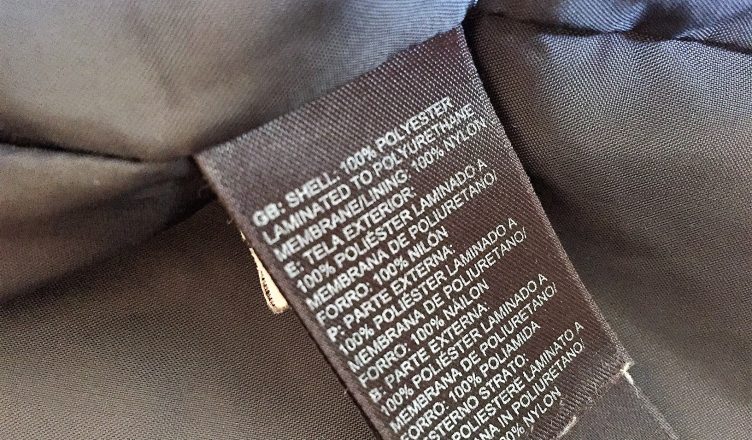 GB: SHELL: 100% POLYESTER
LAMINATED TO POLYURETHANE
MEMBRANE/LINING: 100% NYLON
E: TELA EXTERIOR:
100% POLIÉSTER LAMINADO A
MEMBRANA DE POLIURETANO/
FORRO: 100% NILÓN
P: PARTE EXTERNA:
100% POLIÉSTER LAMINADO A
MEMBRANA DE POLIURETANO/
FORRO: 100% NÁILON
B: PARTE EXTERNA:
100% POLIÉSTER LAMINADO A
MEMBRANA DE POLIURETANO/
FORRO: 100% POLIAMIDA
ESTERNO STRATO:
POLIESTERE LAMINATO A
IN POLIURETANO/
100% NYLON